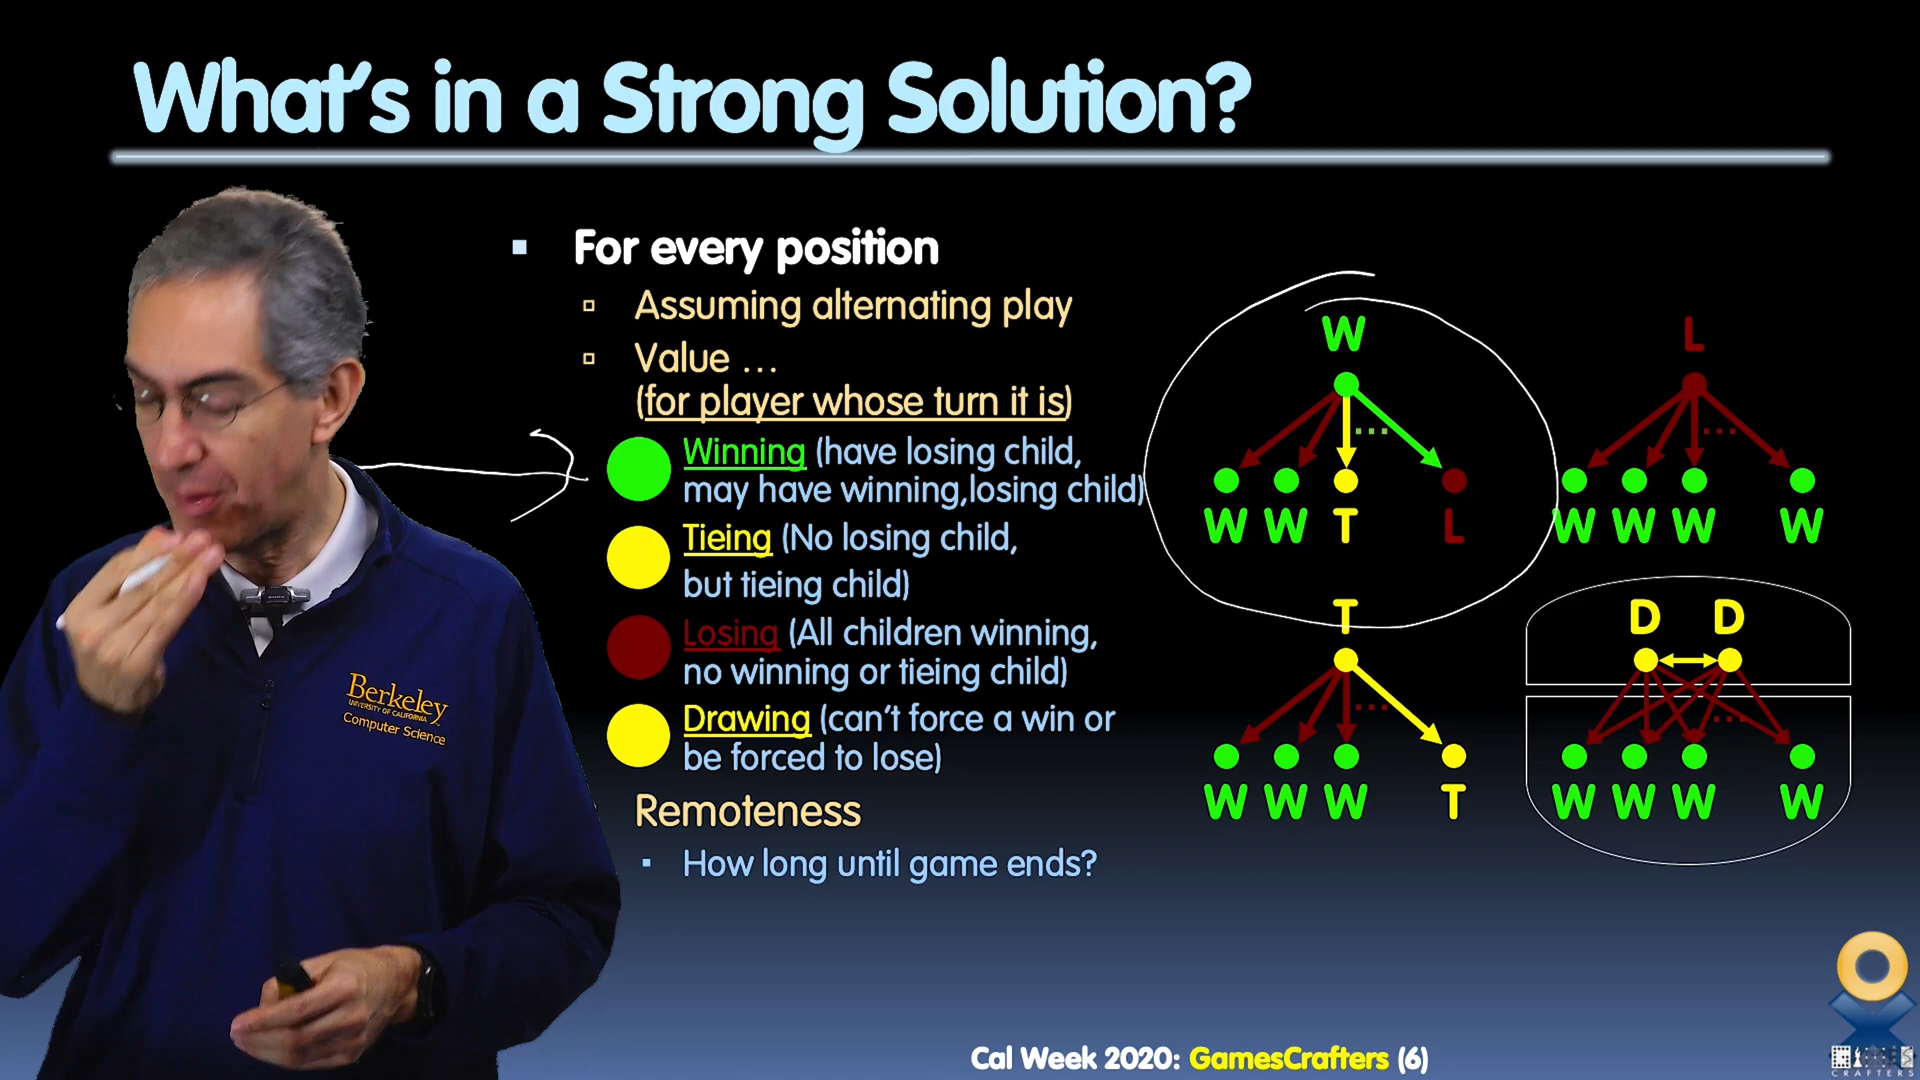 What's in a Strong Solution?
For every position
Assuming alternating play
Value …
(for player whose turn it is)
Winning (have losing child,
may have winning,losing child)
Tieing (No losing child,
but tieing child)
Losing (All children winning,
no winning or tieing child)
Drawing (can't force a win or
be forced to lose)
Remoteness
How long until game ends?
W
...
W W T L
L
...
W W W W
T
...
W W W T
D D
...
W W W W
Berkeley
UNIVERSITY OF CALIFORNIA
Computer Science
Cal Week 2020: GamesCrafters (6)
CRAFTERS